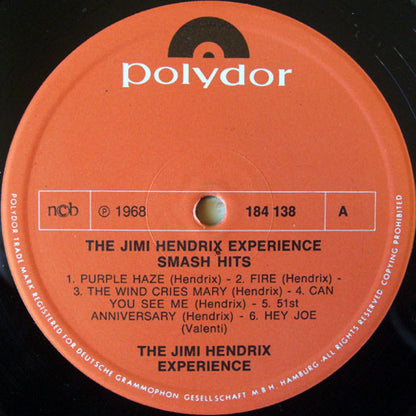 polydor
ncb
℗ 1968
184 138
A
THE JIMI HENDRIX EXPERIENCE
SMASH HITS
1. PURPLE HAZE (Hendrix) - 2. FIRE (Hendrix) -
3. THE WIND CRIES MARY (Hendrix) - 4. CAN
YOU SEE ME (Hendrix) - 5. 51st
ANNIVERSARY (Hendrix) - 6. HEY JOE
(Valenti)
THE JIMI HENDRIX
EXPERIENCE
POLYDOR TRADE MARK REGISTERED FOR DEUTSCHE GRAMMOPHON GESELLSCHAFT M.B.H. HAMBURG. ALL RIGHTS RESERVED. COPYING PROHIBITED